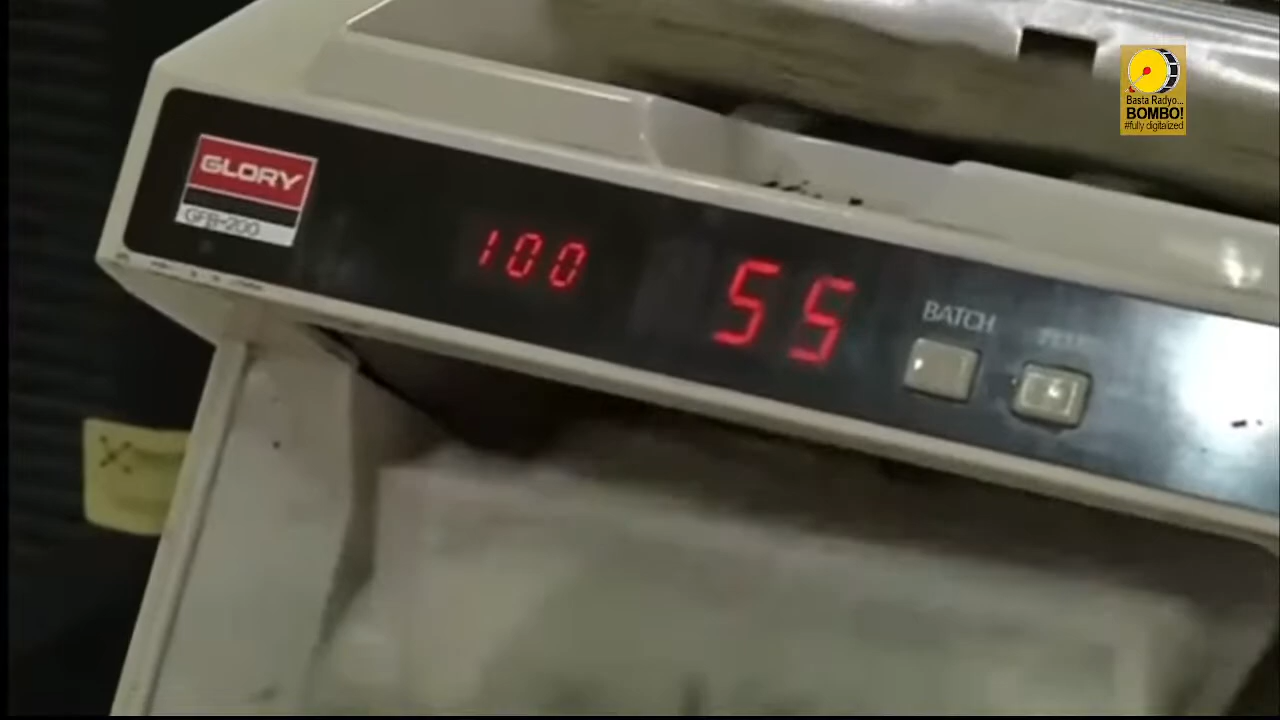 GLORY
GFB-200
100
55
BATCH
Basta Radyo...
BOMBO!
#fully digitalized